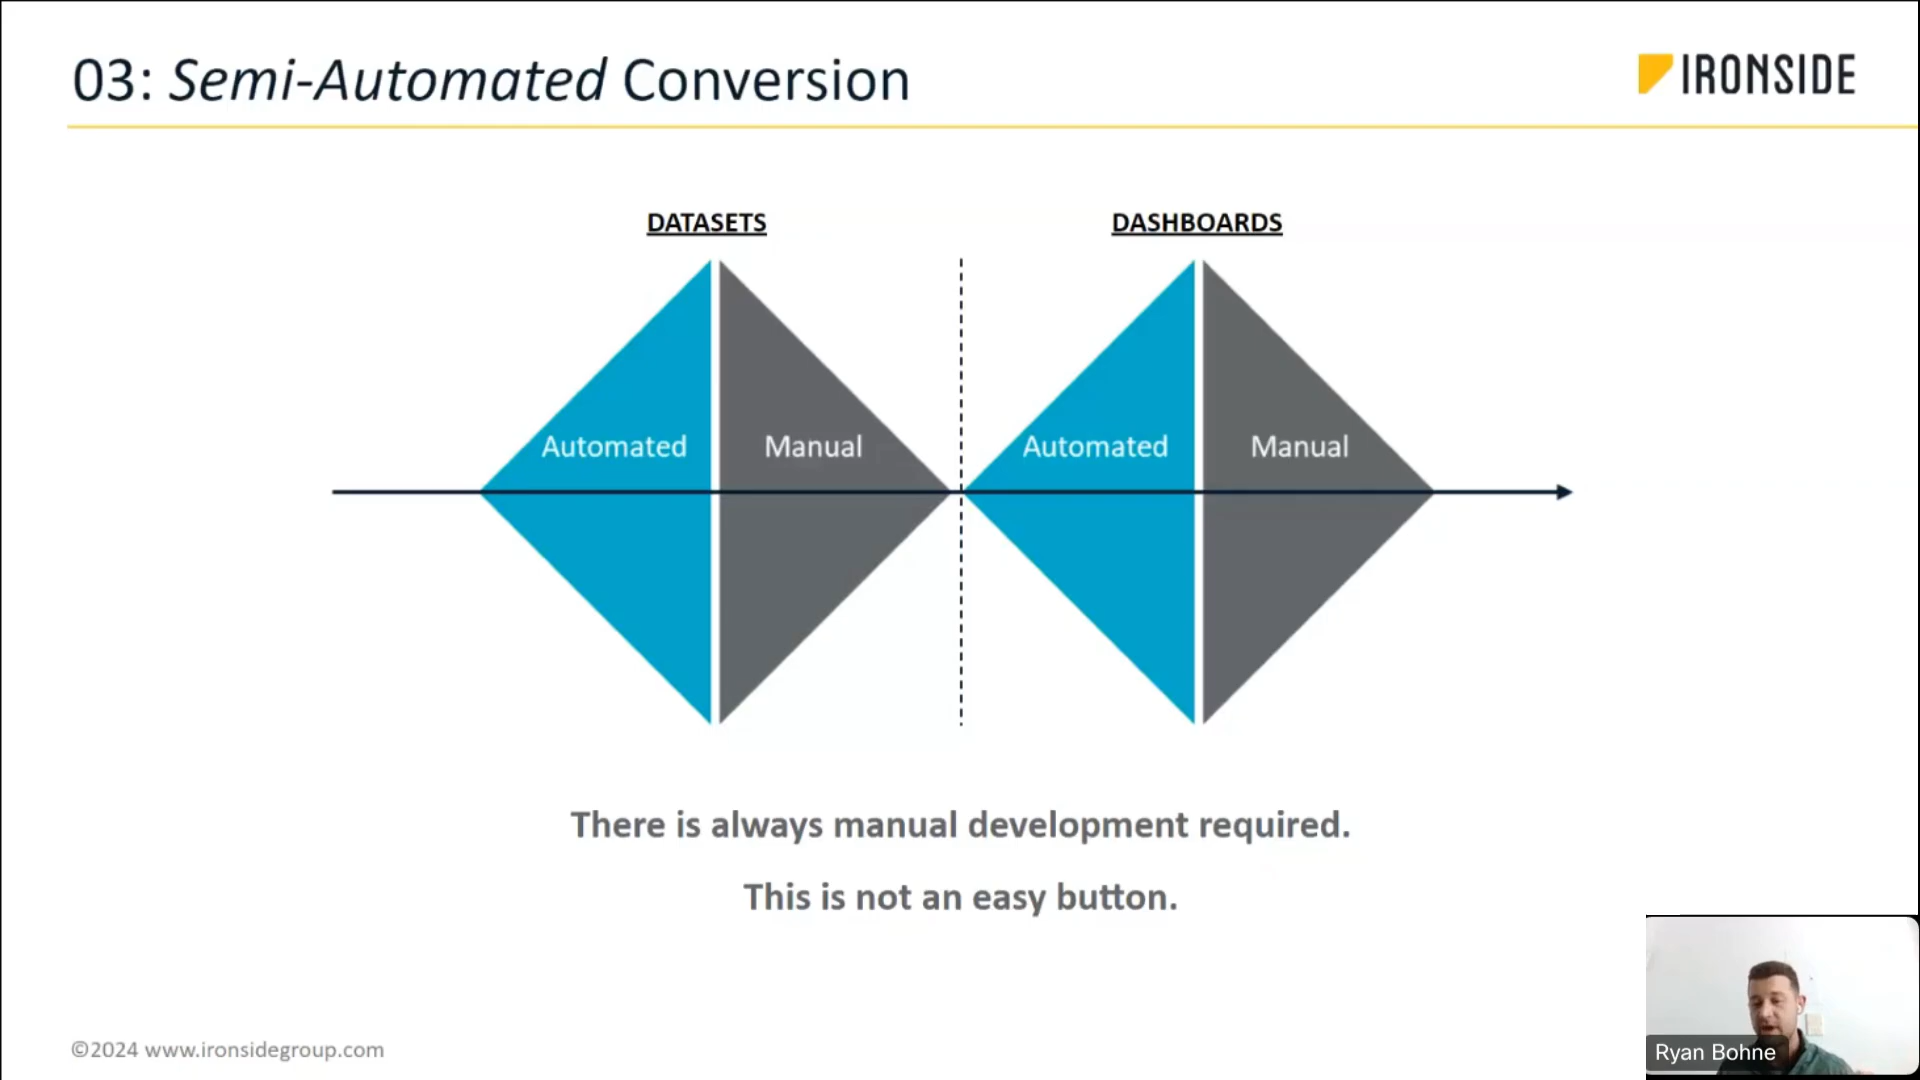 03: Semi-Automated Conversion
IRONSIDE
DATASETS
DASHBOARDS
Automated
Manual
Automated
Manual
There is always manual development required.
This is not an easy button.
©2024 www.ironsidegroup.com
Ryan Bohne